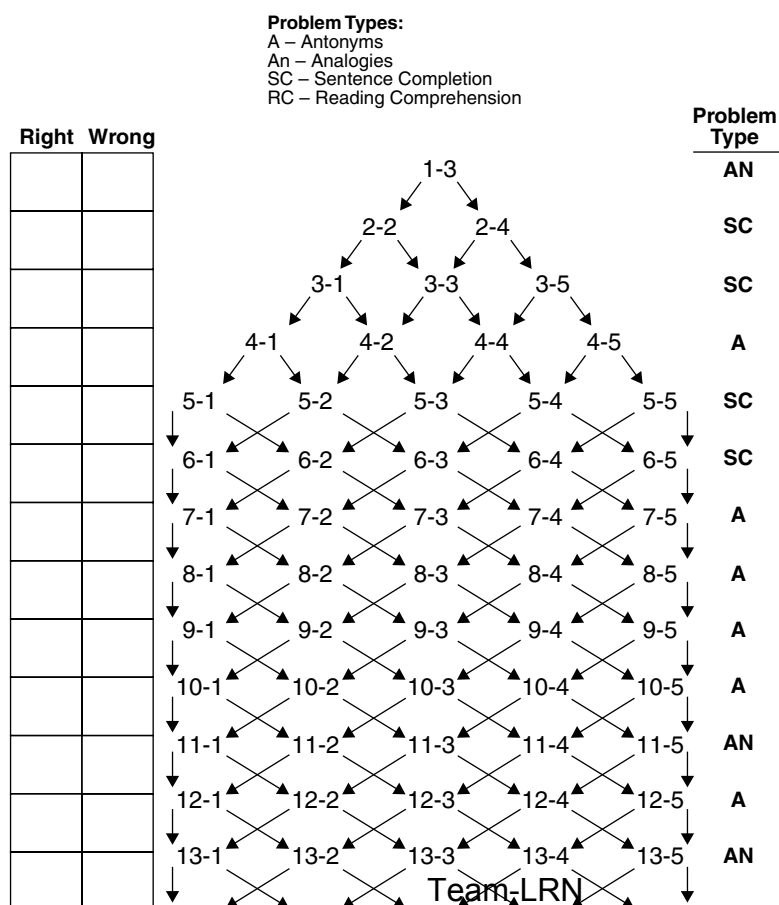 Problem Types:
A – Antonyms
An – Analogies
SC – Sentence Completion
RC – Reading Comprehension
Right Wrong Problem Type
1-3 AN
2-2 2-4 SC
3-1 3-3 3-5 SC
4-1 4-2 4-4 4-5 A
5-1 5-2 5-3 5-4 5-5 SC
6-1 6-2 6-3 6-4 6-5 SC
7-1 7-2 7-3 7-4 7-5 A
8-1 8-2 8-3 8-4 8-5 A
9-1 9-2 9-3 9-4 9-5 A
10-1 10-2 10-3 10-4 10-5 A
11-1 11-2 11-3 11-4 11-5 AN
12-1 12-2 12-3 12-4 12-5 A
13-1 13-2 13-3 13-4 13-5 AN
Team-LRN